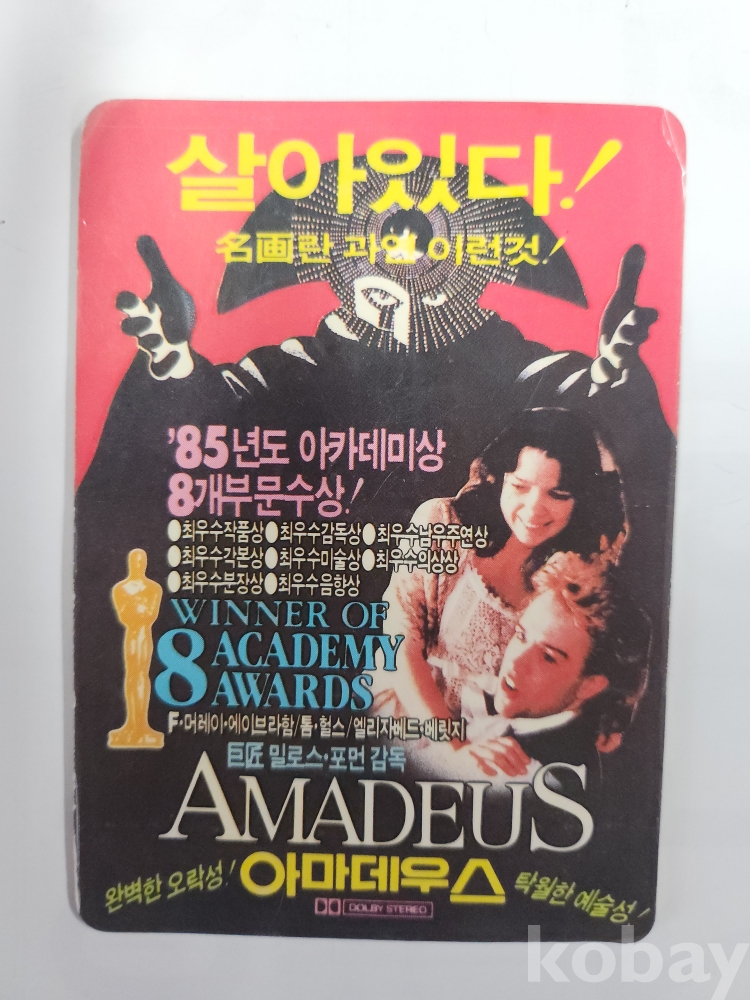 살아있다!
名画란 과연 이런것!
'85년도 아카데미상
8개부문수상!
●최우수작품상●최우수감독상●최우수남우주연상
●최우수각본상●최우수미술상●최우수의상상
●최우수분장상●최우수음향상
WINNER OF
8 ACADEMY
AWARDS
F·머레이·에이브라함/톰·헐스/엘리자베드·베릿지
巨匠 밀로스·포먼 감독
AMADEUS
완벽한 오락성! 아마데우스 탁월한 예술성!
DOLBY STEREO
kobay